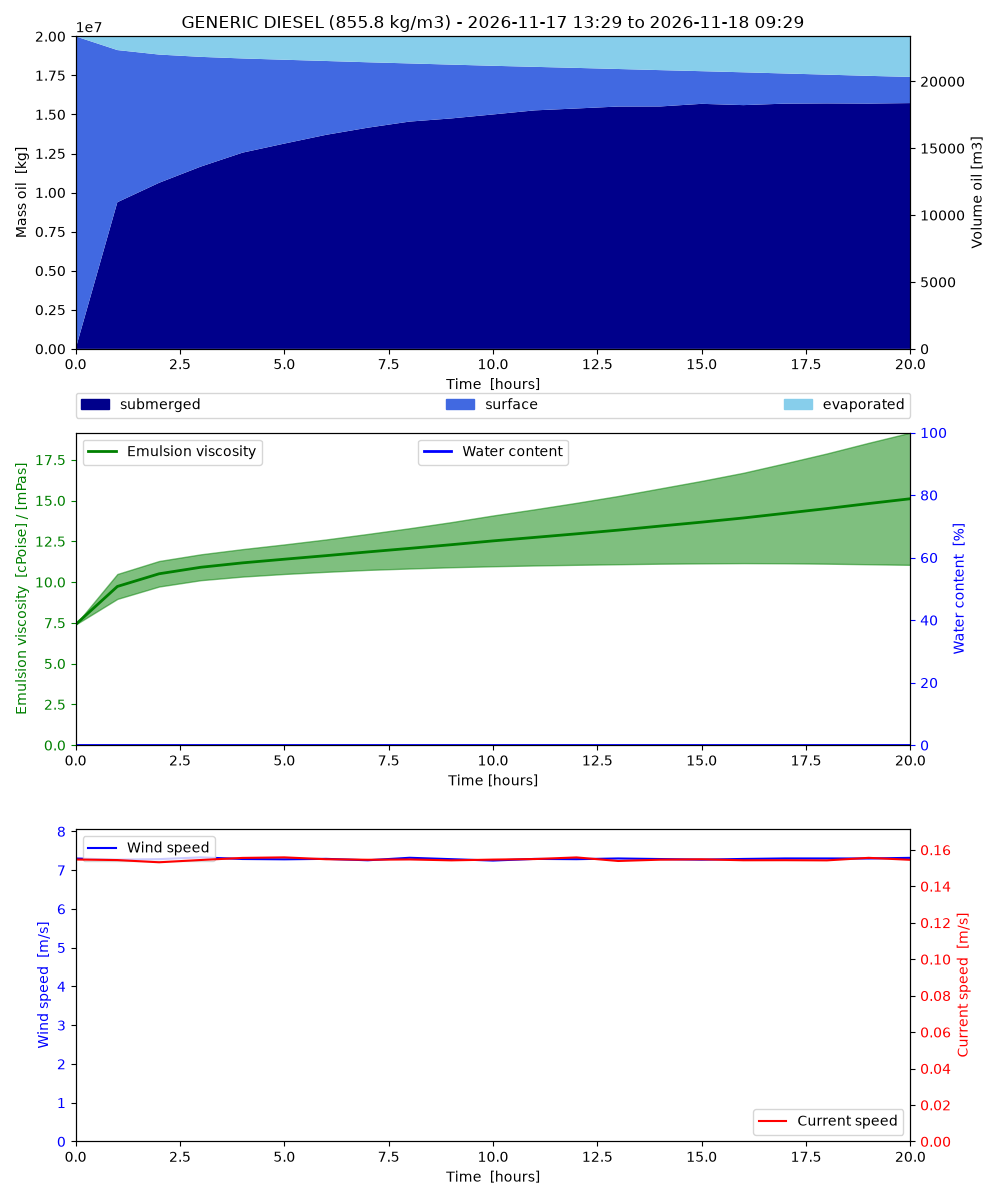 GENERIC DIESEL (855.8 kg/m3) - 2026-11-17 13:29 to 2026-11-18 09:29
1e7
2.00
1.75
1.50
1.25
1.00
0.75
0.50
0.25
0.00
Mass oil [kg]
20000
15000
10000
5000
0
Volume oil [m3]
0.0 2.5 5.0 7.5 10.0 12.5 15.0 17.5 20.0
Time [hours]
submerged surface evaporated
Emulsion viscosity
Water content
17.5
15.0
12.5
10.0
7.5
5.0
2.5
0.0
Emulsion viscosity [cPoise] / [mPas]
100
80
60
40
20
0
Water content [%]
0.0 2.5 5.0 7.5 10.0 12.5 15.0 17.5 20.0
Time [hours]
Wind speed
8
7
6
5
4
3
2
1
0
Wind speed [m/s]
0.16
0.14
0.12
0.10
0.08
0.06
0.04
0.02
0.00
Current speed [m/s]
Current speed
0.0 2.5 5.0 7.5 10.0 12.5 15.0 17.5 20.0
Time [hours]